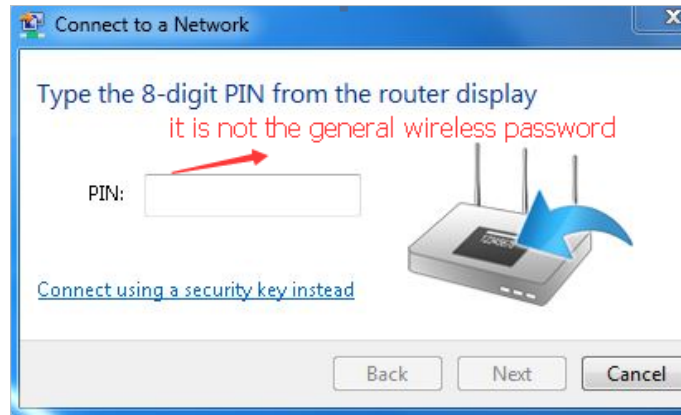 Connect to a Network
Type the 8-digit PIN from the router display
it is not the general wireless password
PIN:
12345670
Connect using a security key instead
Back Next Cancel